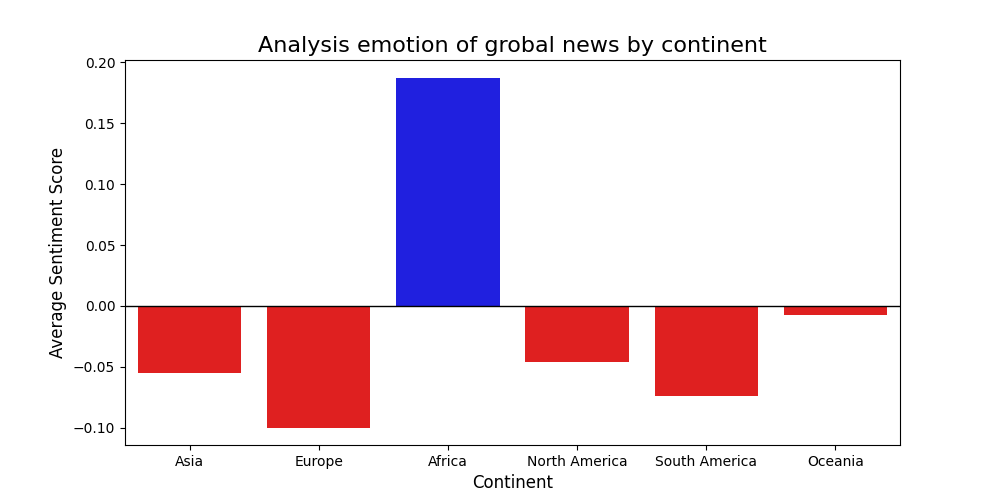 Analysis emotion of grobal news by continent
Average Sentiment Score
0.20
0.15
0.10
0.05
0.00
−0.05
−0.10
Asia Europe Africa North America South America Oceania
Continent